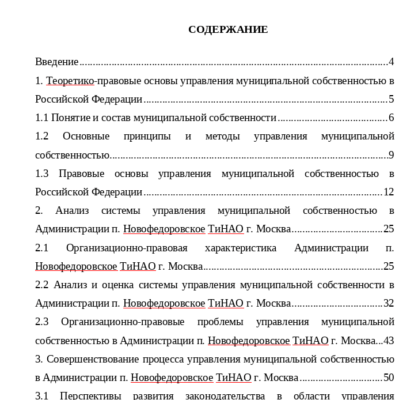 СОДЕРЖАНИЕ
Введение....................................................................................................................4
1. Теоретико-правовые основы управления муниципальной собственностью в
Российской Федерации............................................................................................5
1.1 Понятие и состав муниципальной собственности.........................................6
1.2 Основные принципы и методы управления муниципальной
собственностью.........................................................................................................9
1.3 Правовые основы управления муниципальной собственностью в
Российской Федерации..........................................................................................12
2. Анализ системы управления муниципальной собственностью в
Администрации п. Новофедоровское ТиНАО г. Москва..................................25
2.1 Организационно-правовая характеристика Администрации п.
Новофедоровское ТиНАО г. Москва....................................................................25
2.2 Анализ и оценка системы управления муниципальной собственности в
Администрации п. Новофедоровское ТиНАО г. Москва..................................32
2.3 Организационно-правовые проблемы управления муниципальной
собственностью в Администрации п. Новофедоровское ТиНАО г. Москва...43
3. Совершенствование процесса управления муниципальной собственностью
в Администрации п. Новофедоровское ТиНАО г. Москва...............................50
3.1 Перспективы развития законодательства в области управления